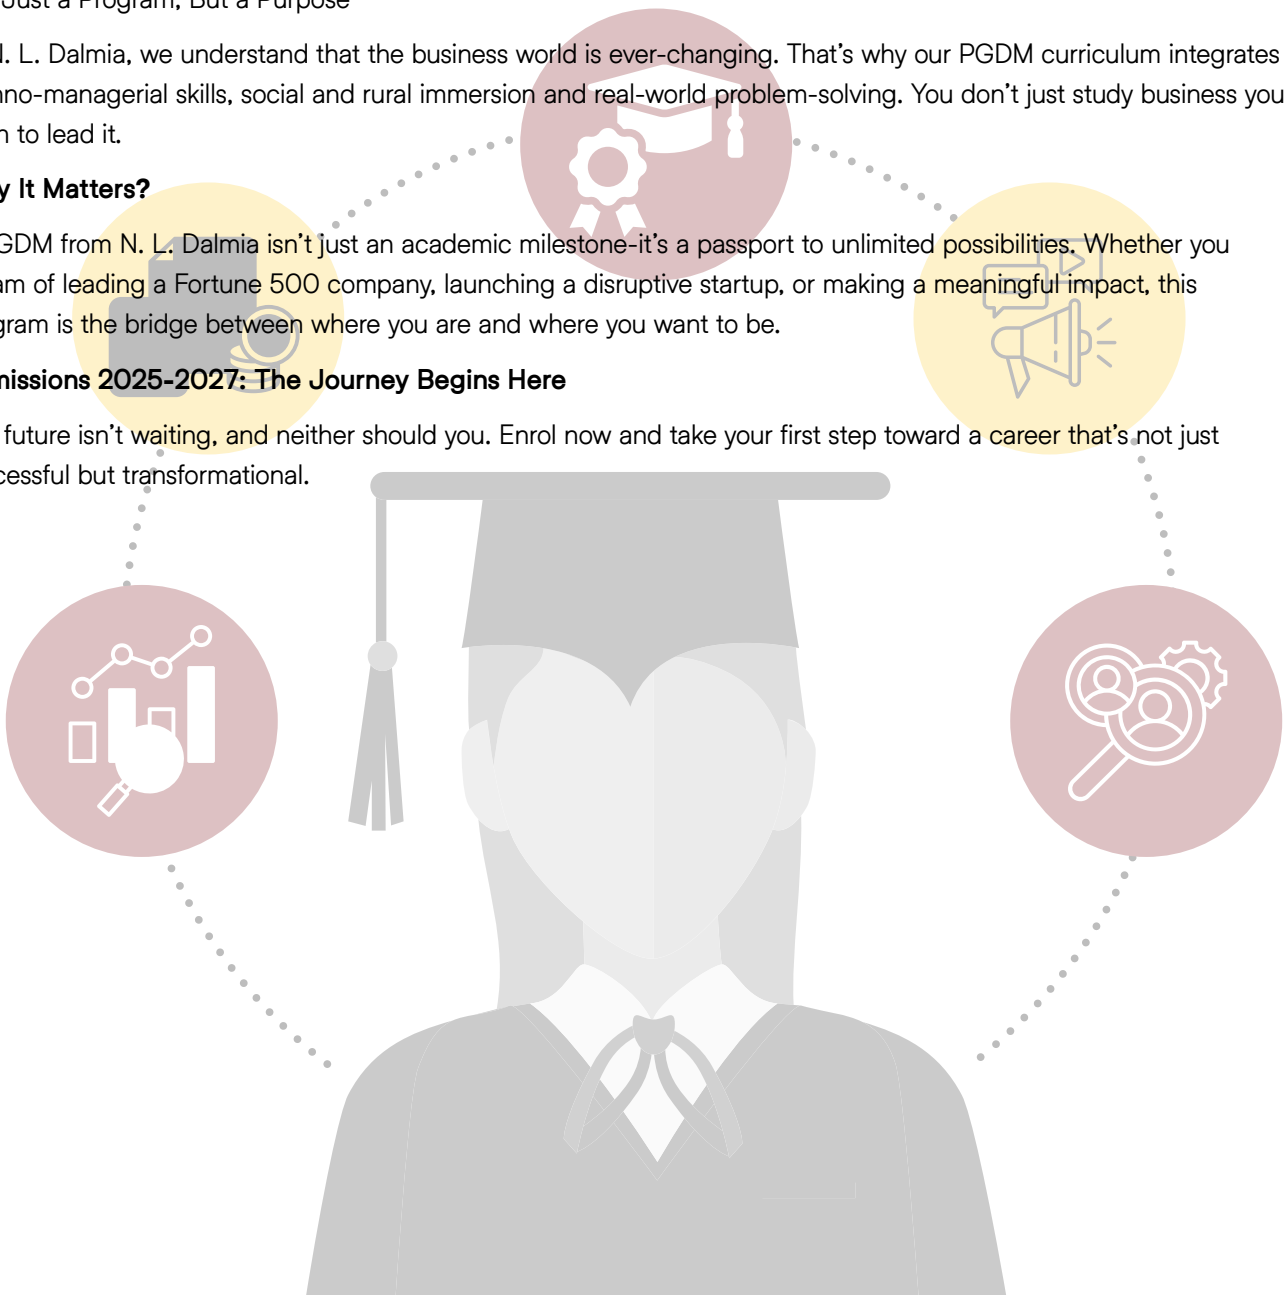 Just a Program, But a Purpose
N. L. Dalmia, we understand that the business world is ever-changing. That’s why our PGDM curriculum integrates
hno-managerial skills, social and rural immersion and real-world problem-solving. You don’t just study business you
n to lead it.
y It Matters?
GDM from N. L. Dalmia isn’t just an academic milestone-it’s a passport to unlimited possibilities. Whether you
am of leading a Fortune 500 company, launching a disruptive startup, or making a meaningful impact, this
gram is the bridge between where you are and where you want to be.
missions 2025-2027: The Journey Begins Here
future isn’t waiting, and neither should you. Enrol now and take your first step toward a career that’s not just
cessful but transformational.